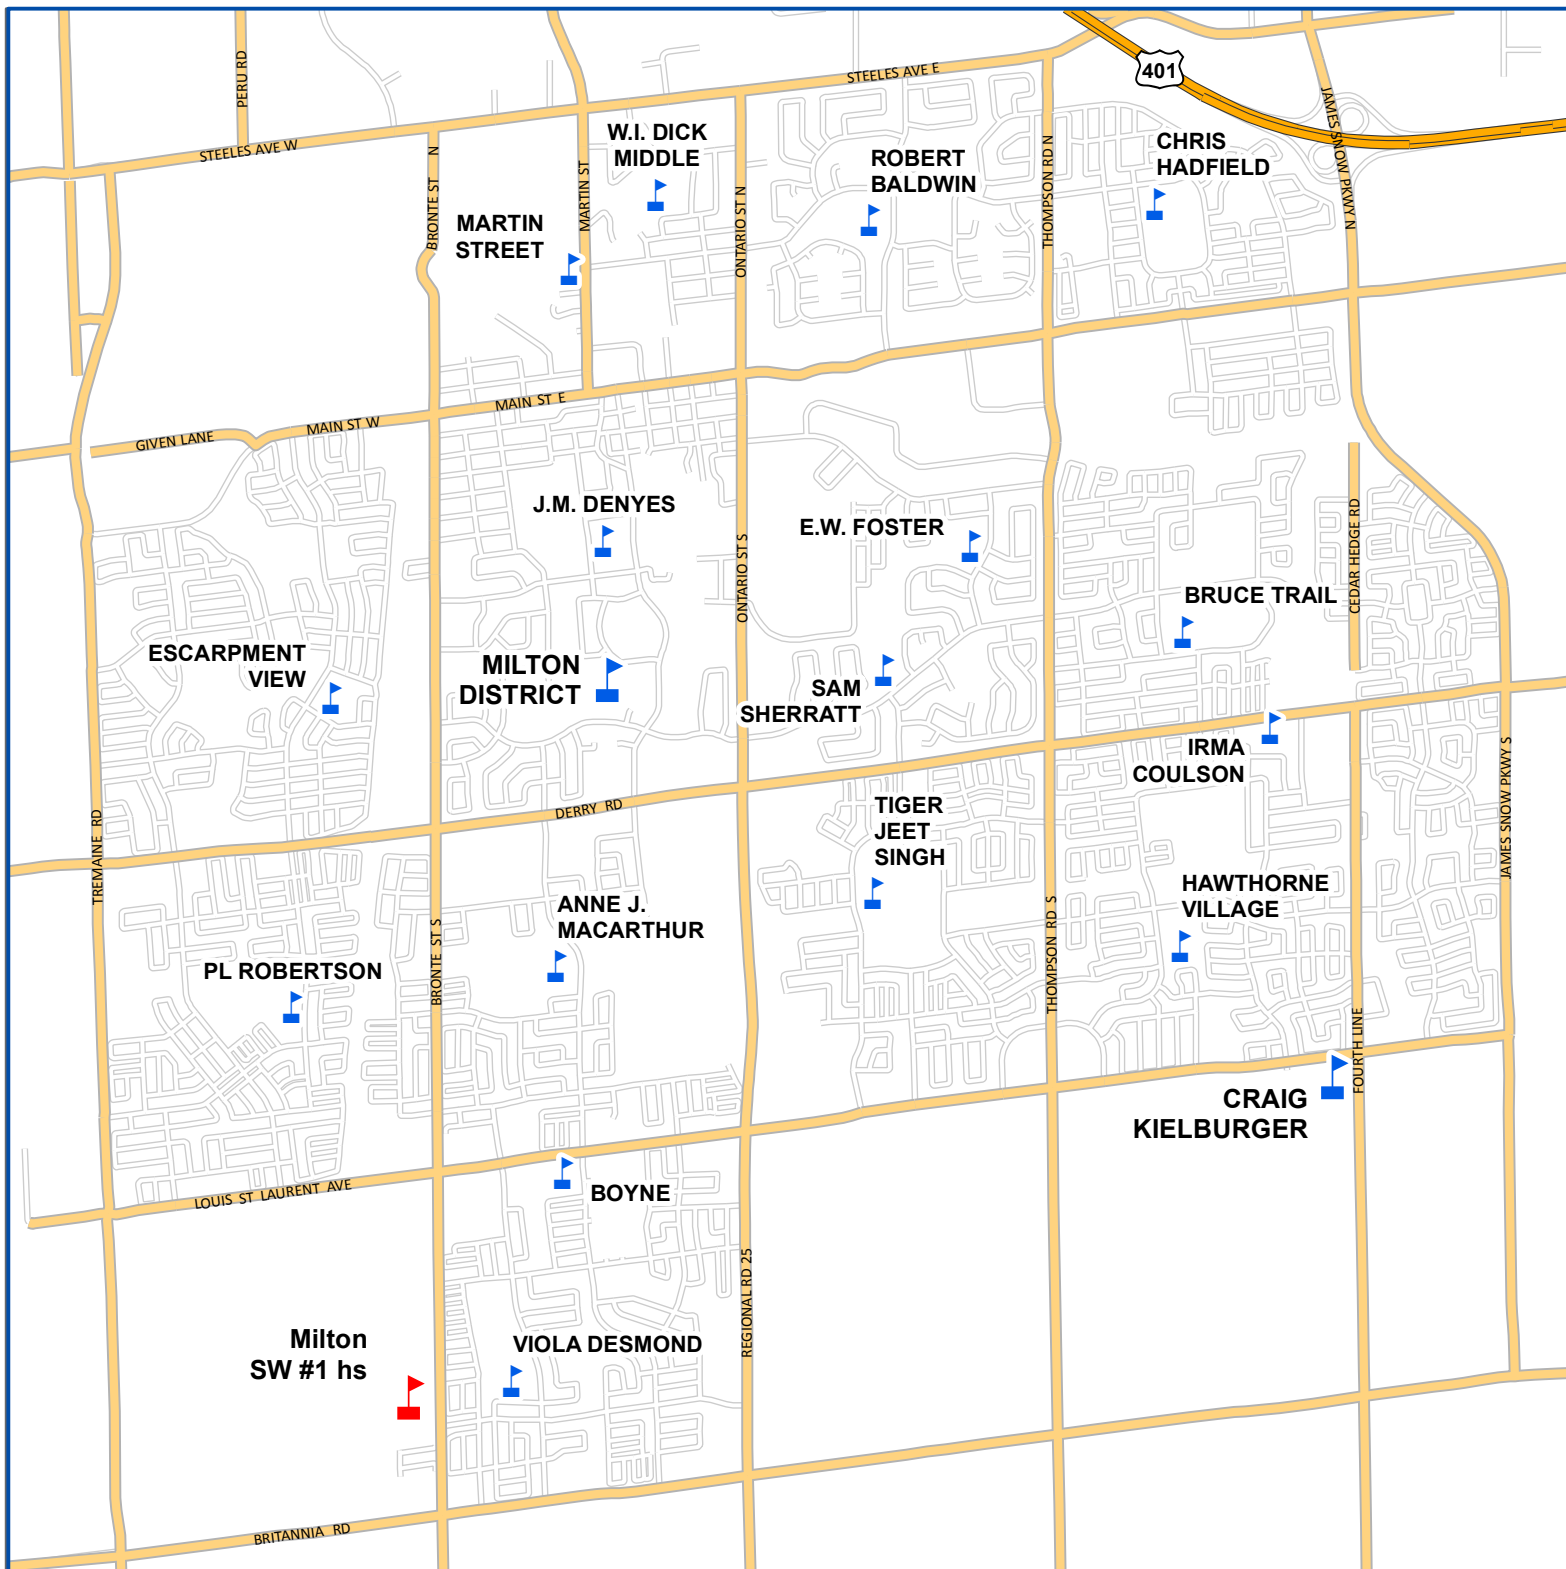 PERU RD
STEELES AVE E
401
STEELES AVE W
W.I. DICK
MIDDLE
ROBERT
BALDWIN
CHRIS
HADFIELD
JAMES SNOW PKWY N
BRONTE ST N
MARTIN ST
ONTARIO ST N
THOMPSON RD N
MARTIN
STREET
GIVEN LANE
MAIN ST W
MAIN ST E
J.M. DENYES
E.W. FOSTER
ONTARIO ST S
CEDAR HEDGE RD
BRUCE TRAIL
ESCARPMENT
VIEW
MILTON
DISTRICT
SAM
SHERRATT
IRMA
COULSON
DERRY RD
TREMAINE RD
TIGER
JEET
SINGH
JAMES SNOW PKWY S
HAWTHORNE
VILLAGE
ANNE J.
MACARTHUR
THOMPSON RD S
BRONTE ST S
PL ROBERTSON
FOURTH LINE
CRAIG
KIELBURGER
LOUIS ST LAURENT AVE
BOYNE
REGIONAL RD 25
Milton
SW #1 hs
VIOLA DESMOND
BRITANNIA RD